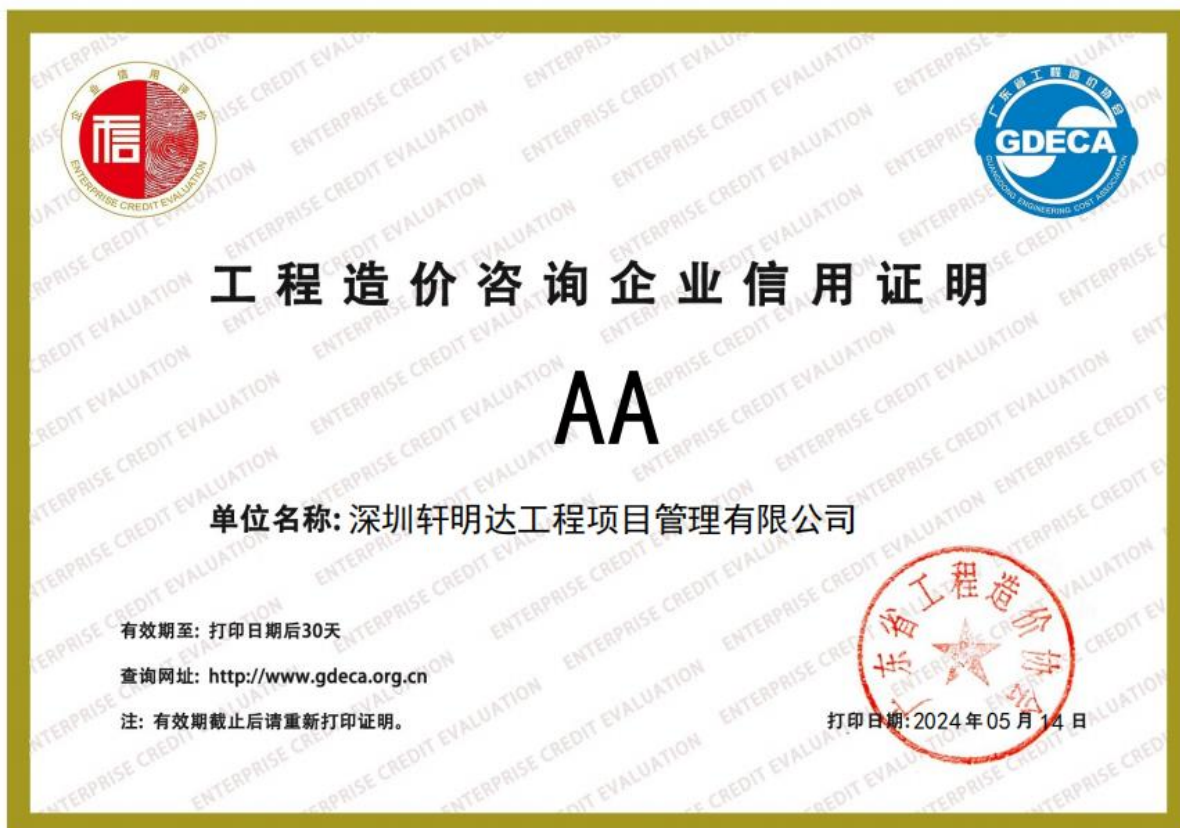 企业信用评价
信
ENTERPRISE CREDIT EVALUATION
广东省工程造价协会
GDECA
GUANGDONG ENGINEERING COST ASSOCIATION
工程造价咨询企业信用证明
AA
单位名称: 深圳轩明达工程项目管理有限公司
有效期至: 打印日期后30天
查询网址: http://www.gdeca.org.cn
注: 有效期截止后请重新打印证明。
广东省工程造价协会
打印日期:2024年05月14日
ENTERPRISE CREDIT EVALUATION